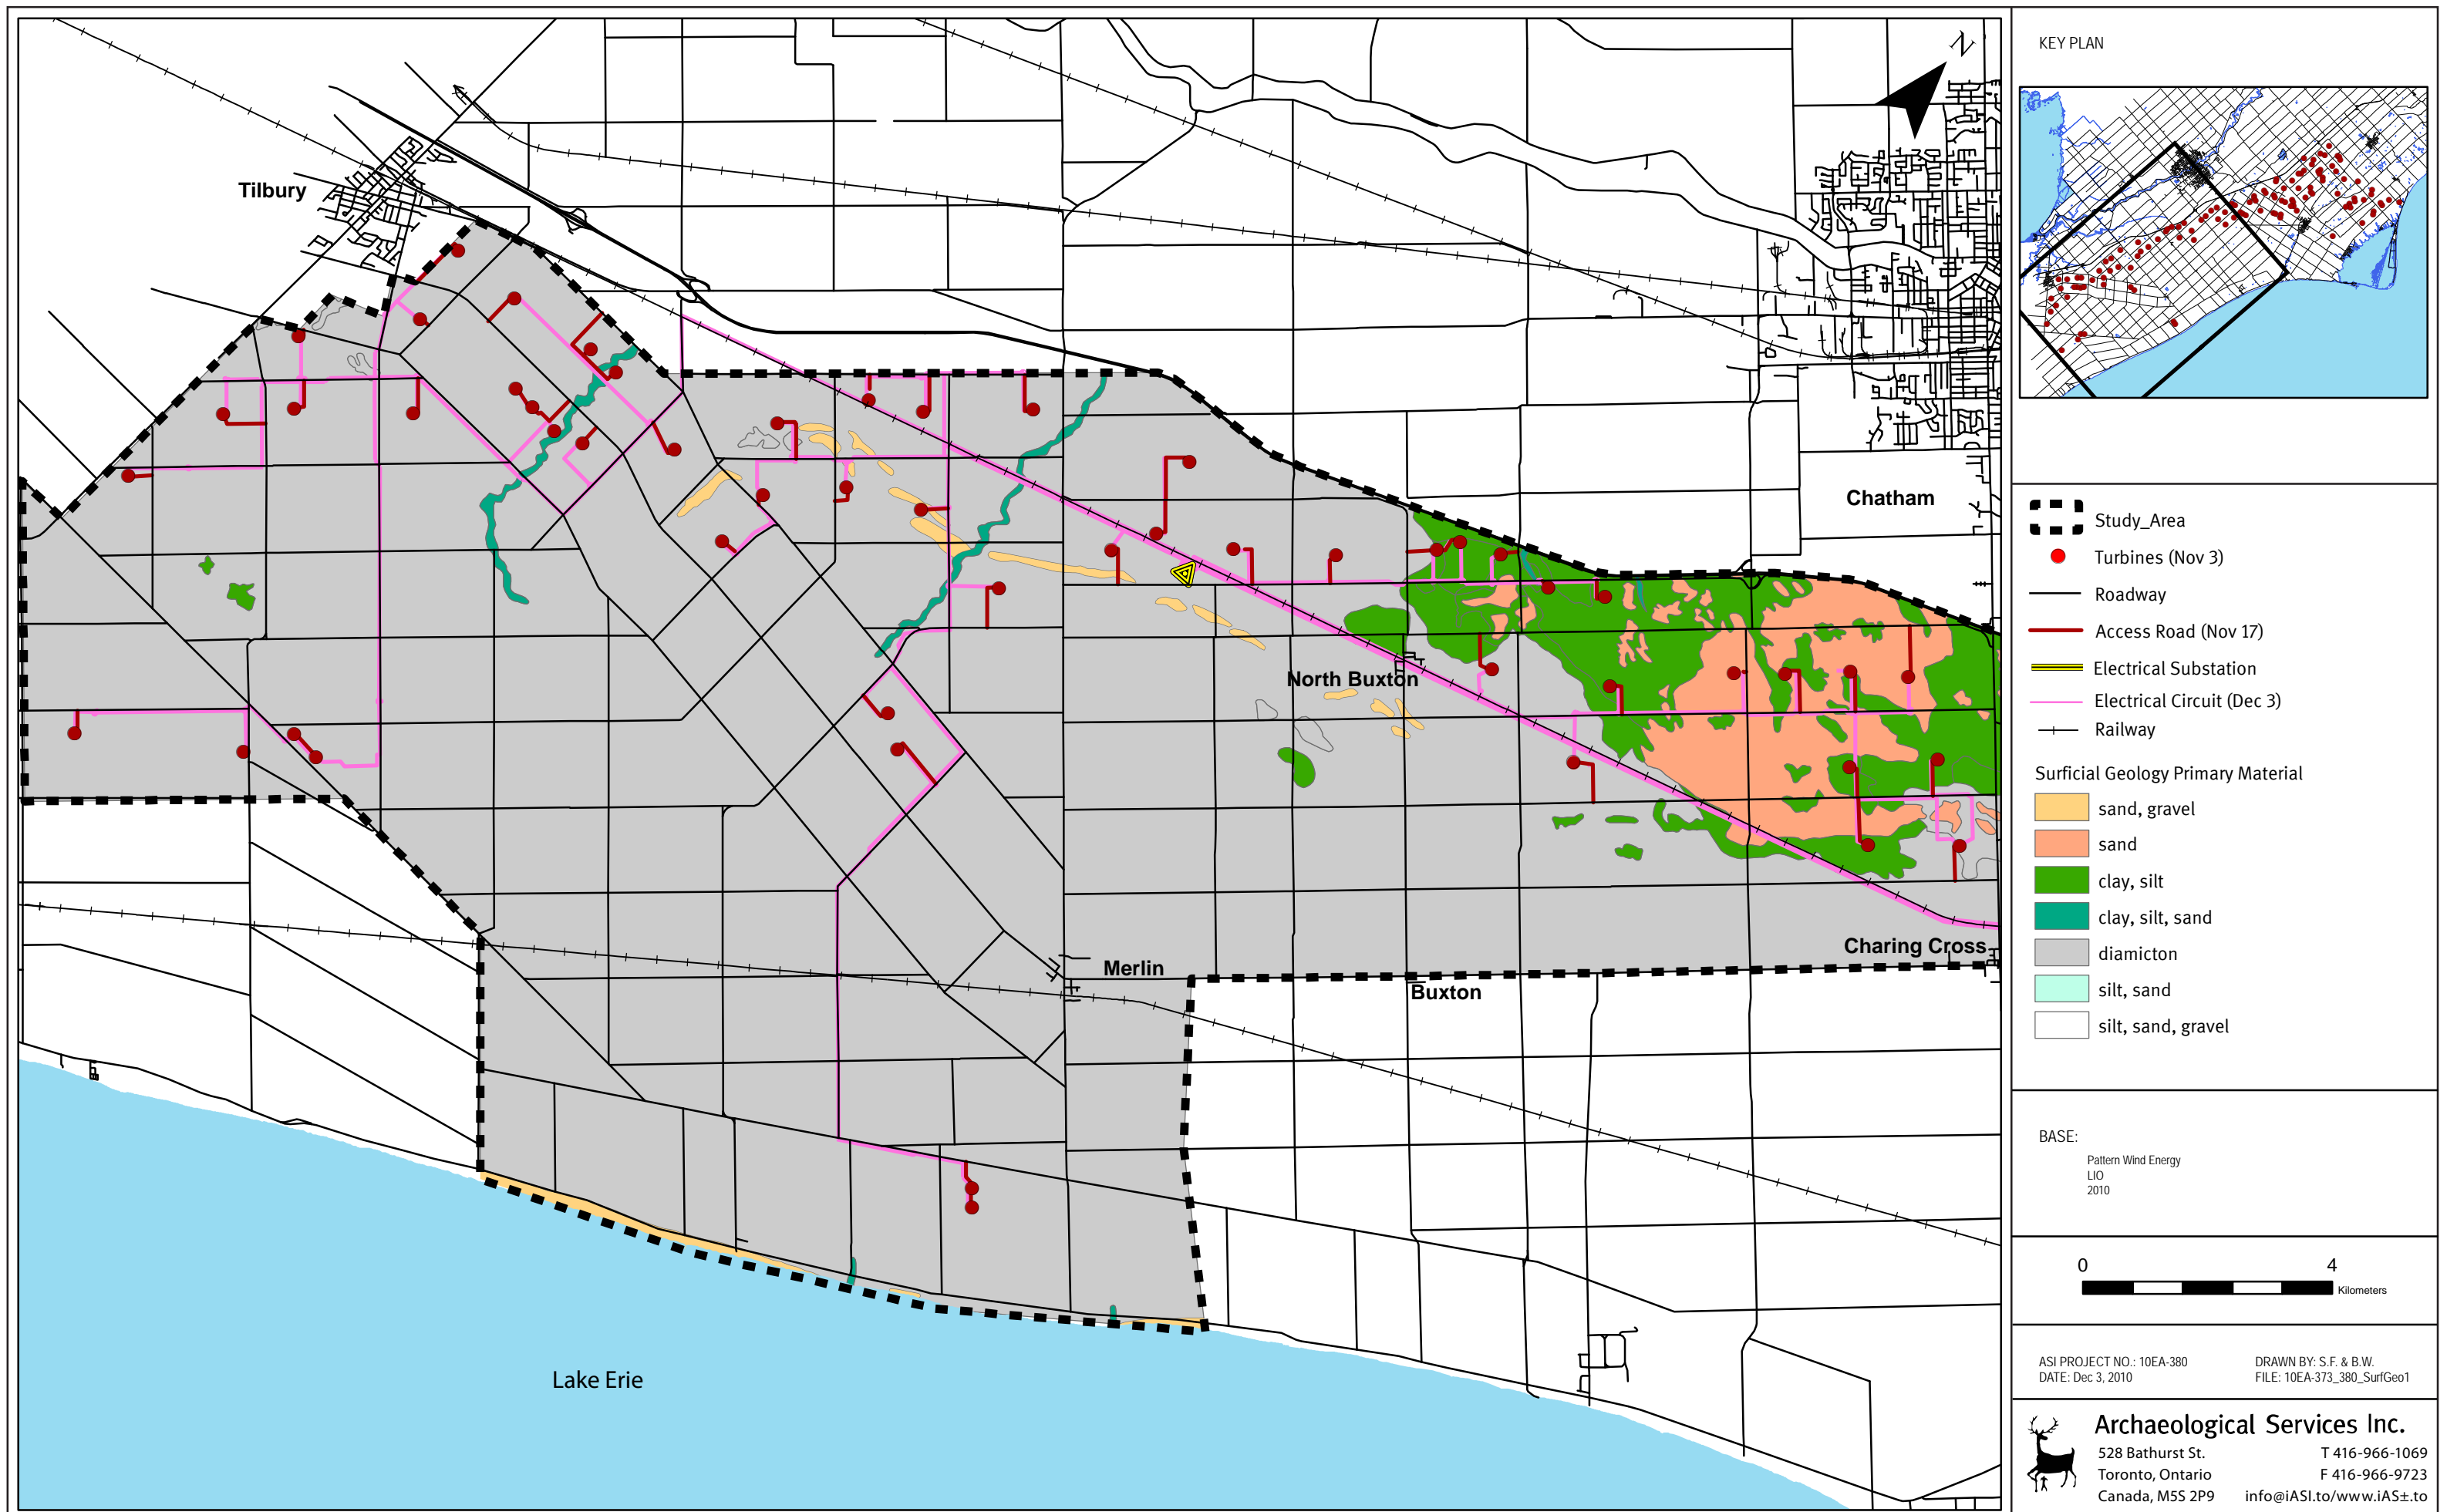 N
Tilbury
Chatham
North Buxton
Charing Cross
Merlin
Buxton
Lake Erie
KEY PLAN
Study_Area
Turbines (Nov 3)
Roadway
Access Road (Nov 17)
Electrical Substation
Electrical Circuit (Dec 3)
Railway
Surficial Geology Primary Material
sand, gravel
sand
clay, silt
clay, silt, sand
diamicton
silt, sand
silt, sand, gravel
BASE:
Pattern Wind Energy
LIO
2010
0 4
Kilometers
ASI PROJECT NO.: 10EA-380 DRAWN BY: S.F. & B.W.
DATE: Dec 3, 2010 FILE: 10EA-373_380_SurfGeo1
Archaeological Services Inc.
528 Bathurst St. T 416-966-1069
Toronto, Ontario F 416-966-9723
Canada, M5S 2P9 info@iASI.to/www.iAS±.to